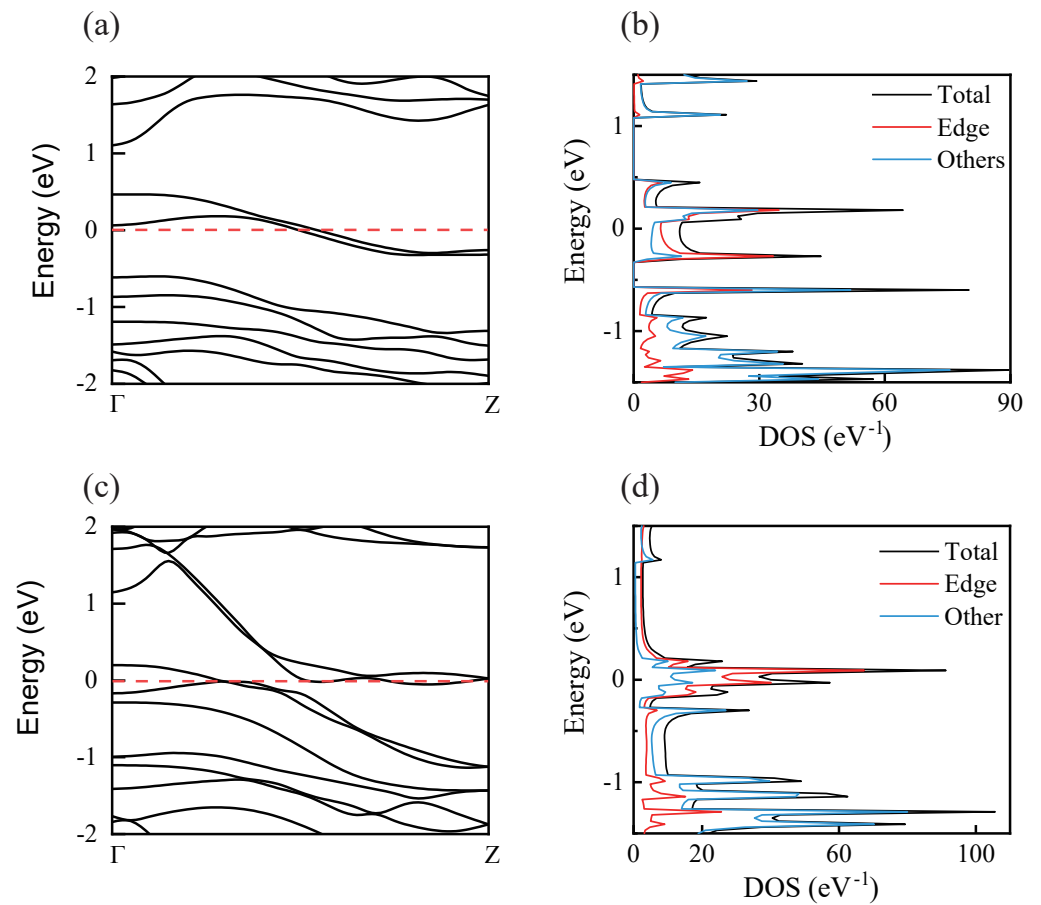 (a)
(b)
2
1
0
-1
-2
Energy (eV)
Γ
Z
Total
Edge
Others
1
0
-1
Energy (eV)
0
30
60
90
DOS (eV⁻¹)
(c)
(d)
2
1
0
-1
-2
Energy (eV)
Γ
Z
Total
Edge
Other
1
0
-1
Energy (eV)
0
20
60
100
DOS (eV⁻¹)